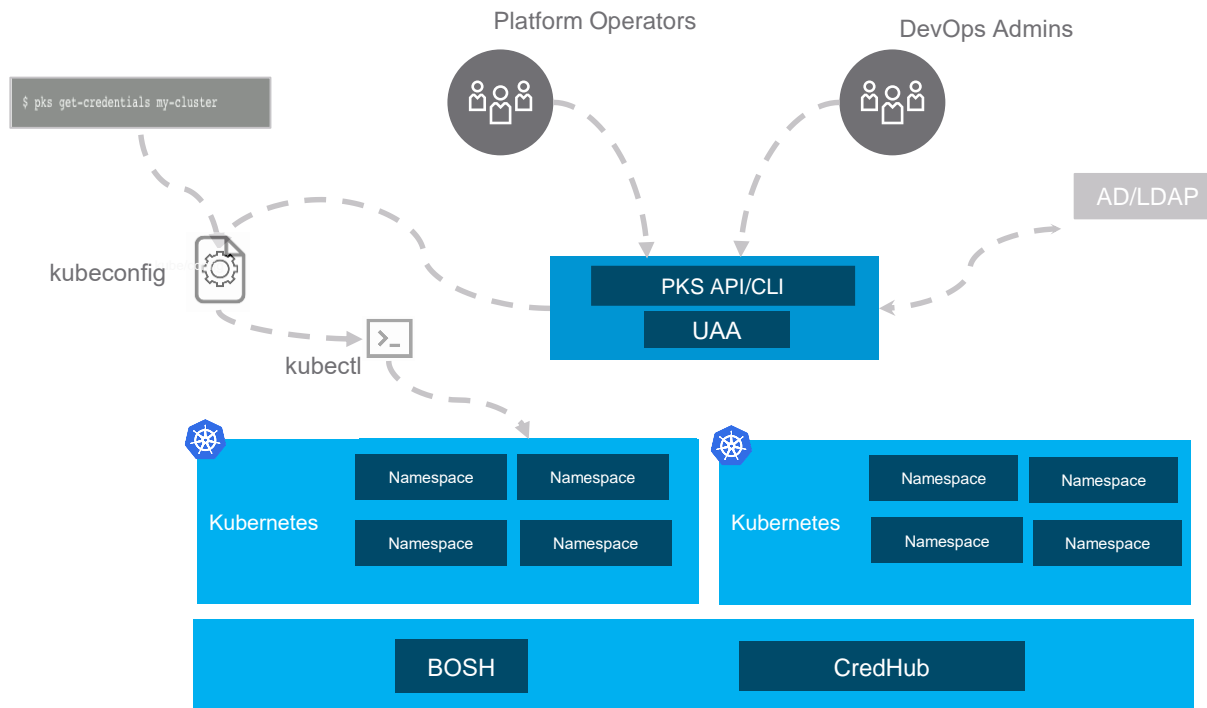 Platform Operators
DevOps Admins
$ pks get-credentials my-cluster
AD/LDAP
kubeconfig
PKS API/CLI
UAA
kubectl
Kubernetes
Namespace
Namespace
Namespace
Namespace
Kubernetes
Namespace
Namespace
Namespace
Namespace
BOSH
CredHub